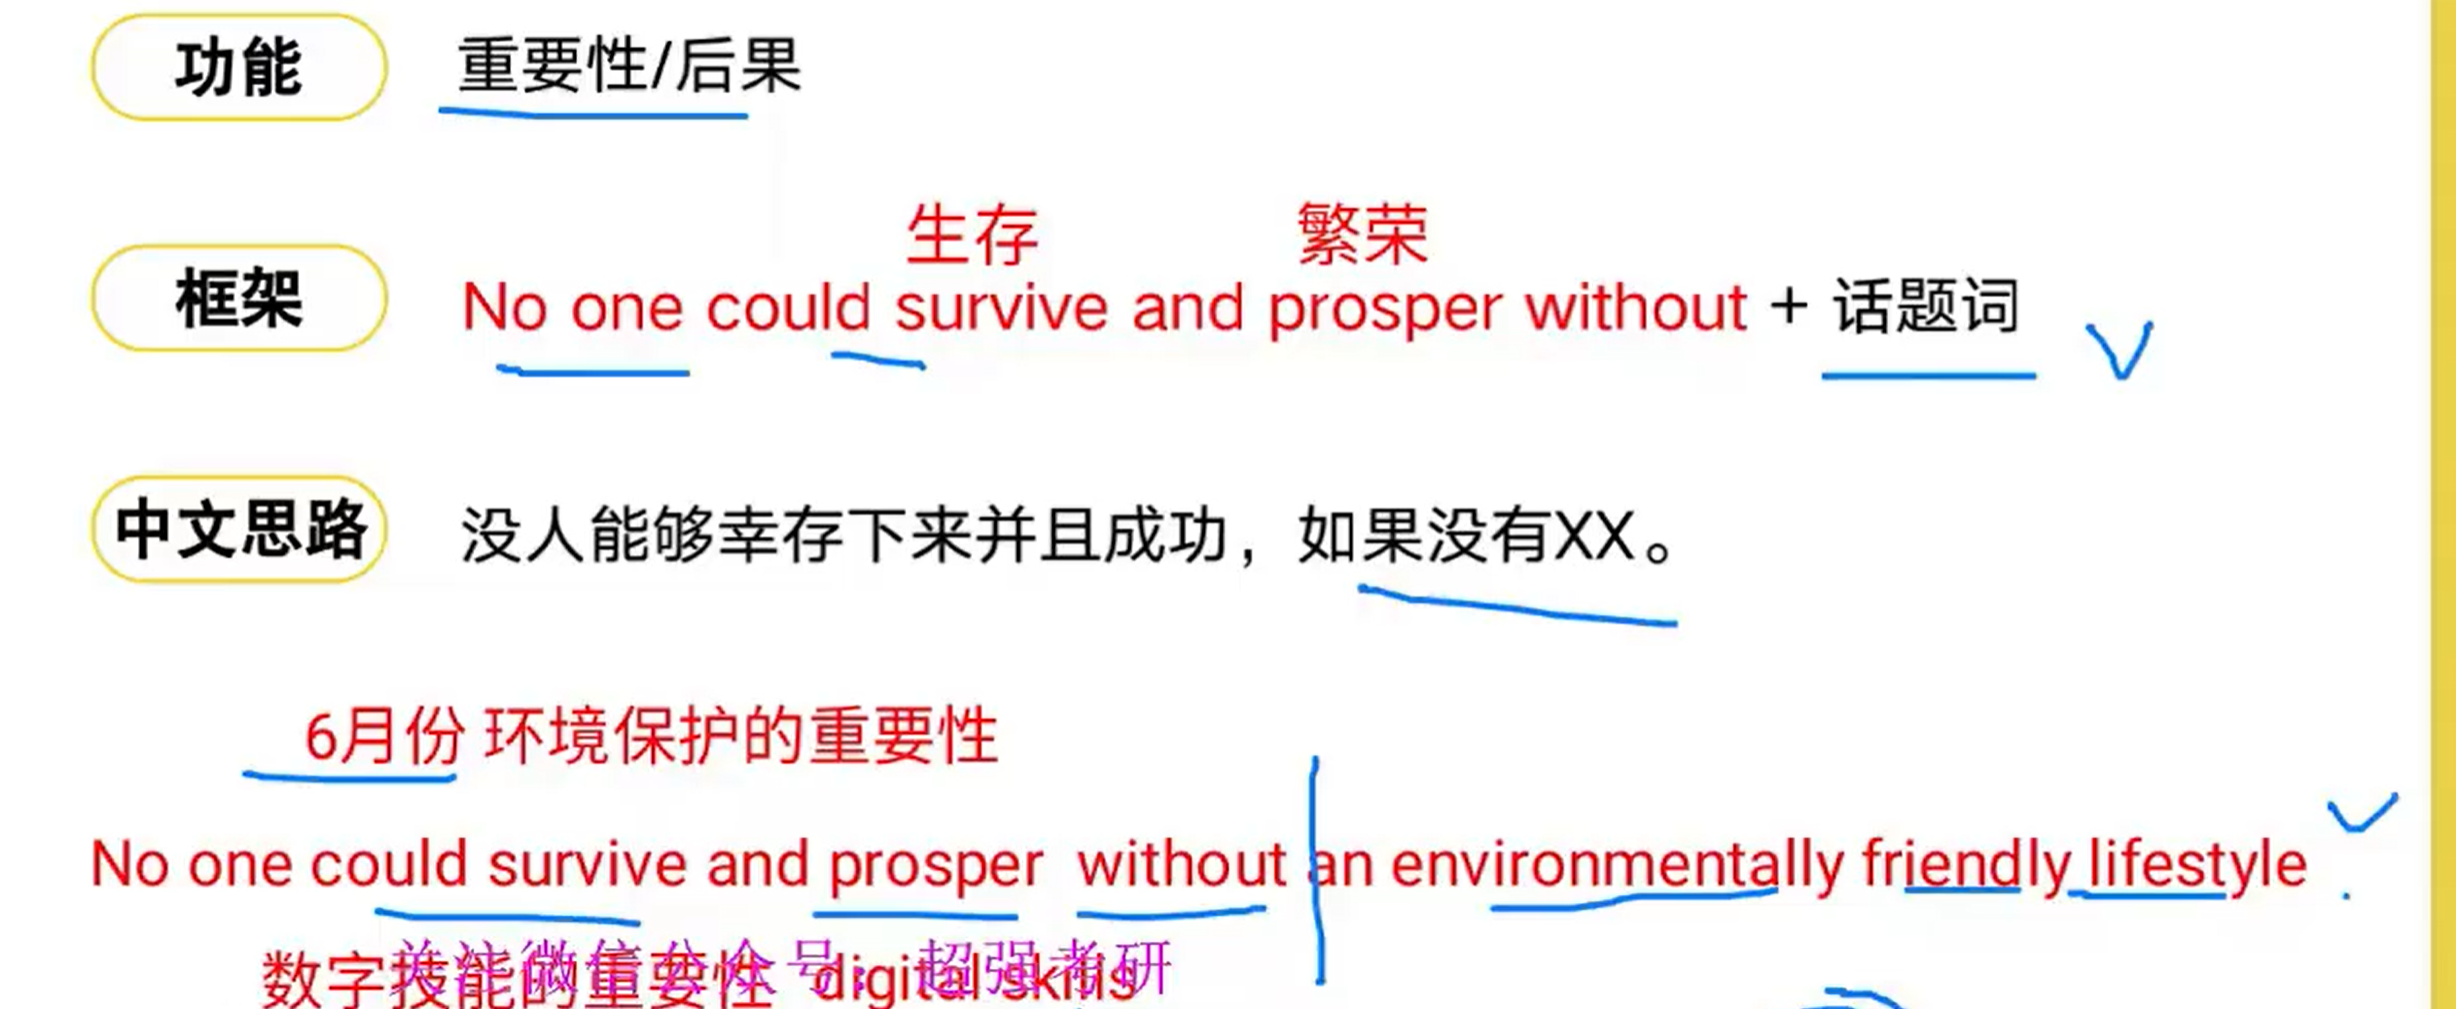 功能 重要性/后果
生存 繁荣
框架 No one could survive and prosper without + 话题词
中文思路 没人能够幸存下来并且成功，如果没有XX。
6月份 环境保护的重要性
No one could survive and prosper without an environmentally friendly lifestyle.
数字技能的重要性 digital skills
关注微信公众号：超强考研